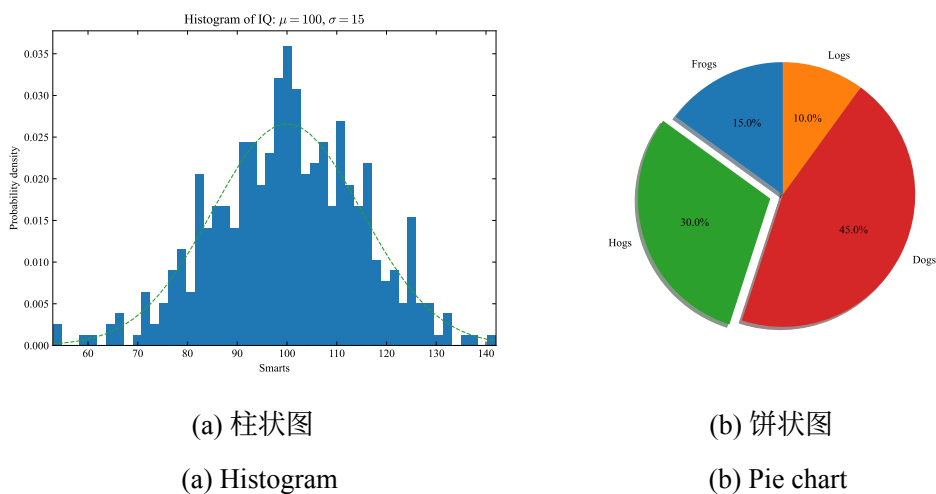 Histogram of IQ: μ = 100, σ = 15
0.035
0.030
0.025
0.020
0.015
0.010
0.005
0.000
Probability density
60 70 80 90 100 110 120 130 140
Smarts
(a) 柱状图
(a) Histogram
Frogs
Logs
15.0%
10.0%
30.0%
45.0%
Hogs
Dogs
(b) 饼状图
(b) Pie chart